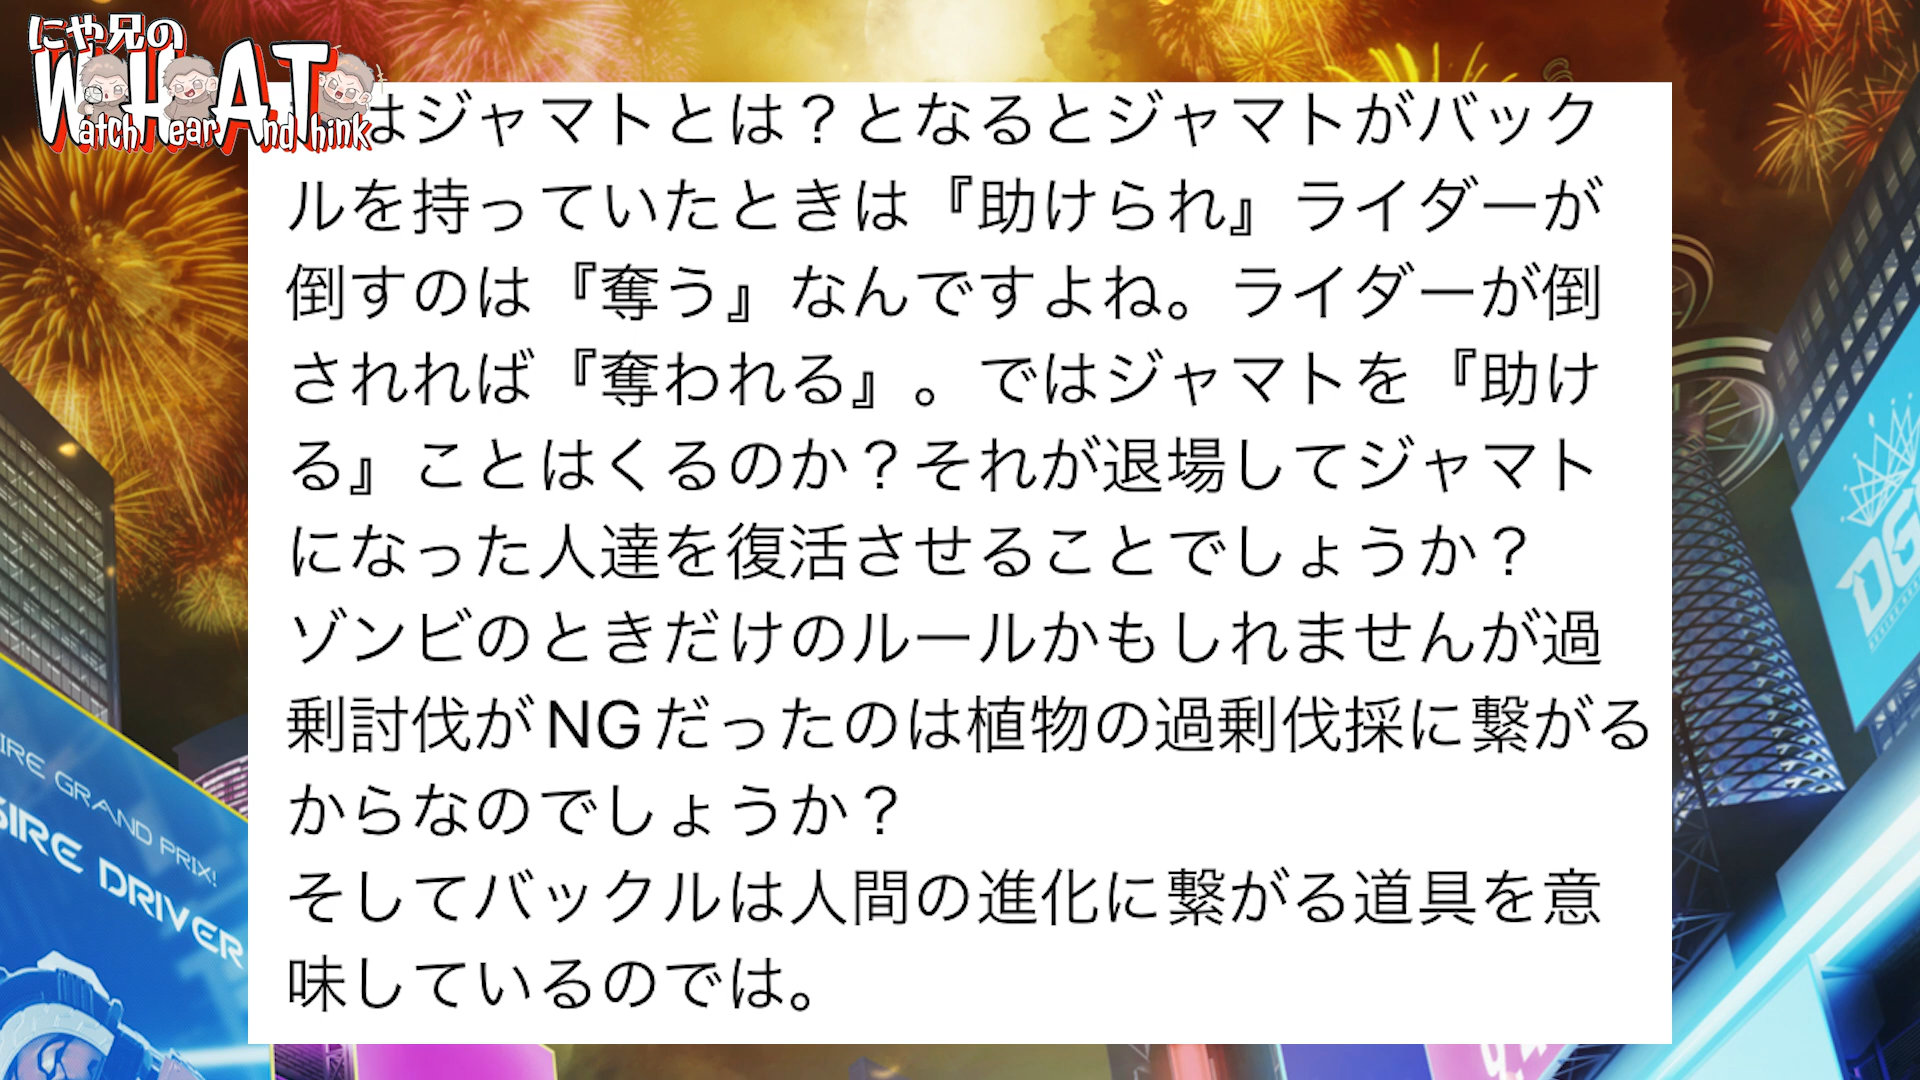 にや兄の
WHAT
Watch Hear And Think
はジャマトとは？となるとジャマトがバック
ルを持っていたときは『助けられ』ライダーが
倒すのは『奪う』なんですよね。ライダーが倒
されれば『奪われる』。ではジャマトを『助け
る』ことはくるのか？それが退場してジャマト
になった人達を復活させることでしょうか？
ゾンビのときだけのルールかもしれませんが過
剰討伐がNGだったのは植物の過剰伐採に繋がる
からなのでしょうか？
そしてバックルは人間の進化に繋がる道具を意
味しているのでは。
IRE GRAND PRIX!
SIRE DRIVER
DG